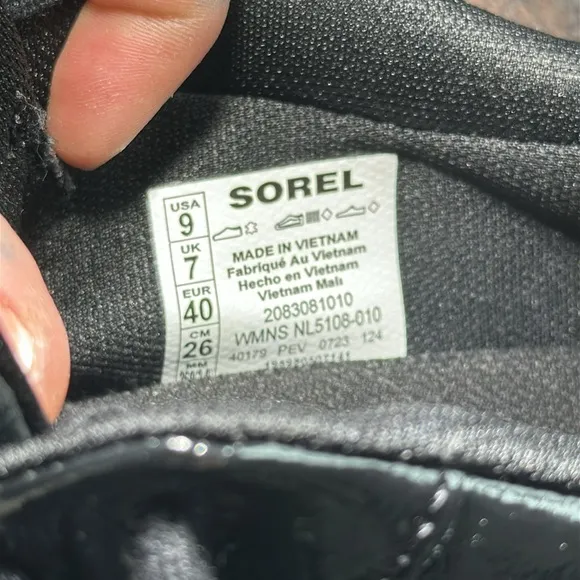 SOREL
USA
9
UK
7
EUR
40
CM
26
MM
MADE IN VIETNAM
Fabriqué Au Vietnam
Hecho en Vietnam
Vietnam Malı
2083081010
WMNS NL5108-010
40179 PEV 0723 124